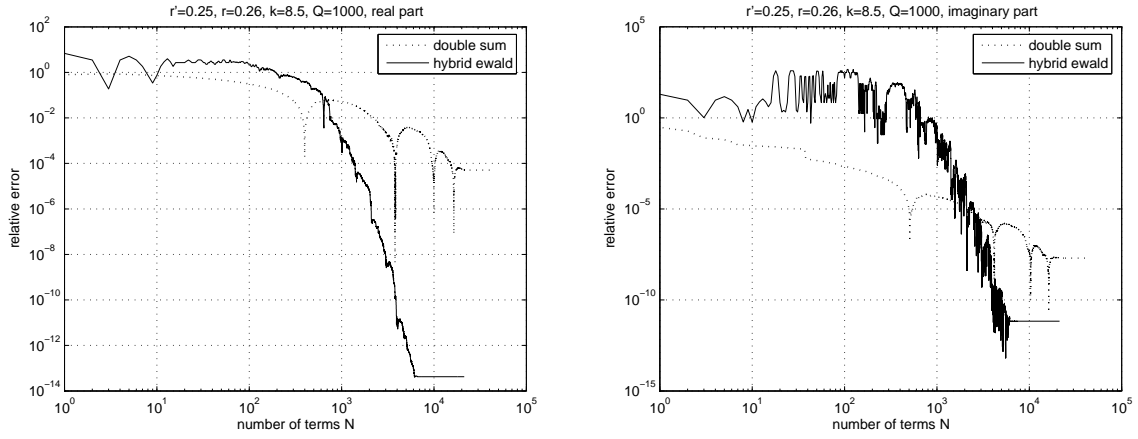 r'=0.25, r=0.26, k=8.5, Q=1000, real part
10^2
10^0
10^-2
10^-4
10^-6
10^-8
10^-10
10^-12
10^-14
relative error
double sum
hybrid ewald
10^0 10^1 10^2 10^3 10^4 10^5
number of terms N
r'=0.25, r=0.26, k=8.5, Q=1000, imaginary part
10^5
10^0
10^-5
10^-10
10^-15
relative error
double sum
hybrid ewald
10^0 10^1 10^2 10^3 10^4 10^5
number of terms N